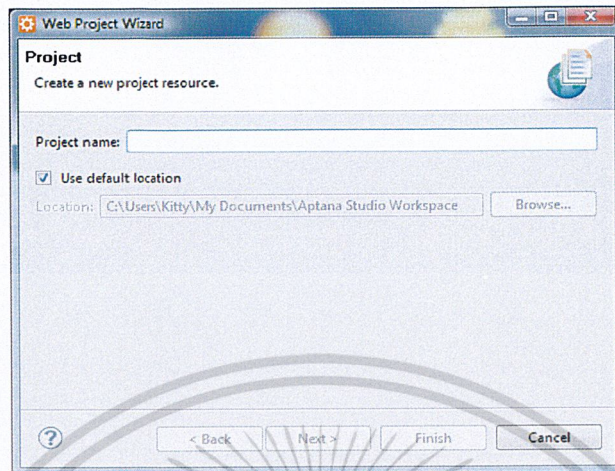 Web Project Wizard
Project
Create a new project resource.
Project name:
Use default location
Location: C:\Users\Kitty\My Documents\Aptana Studio Workspace Browse...
? < Back Next > Finish Cancel